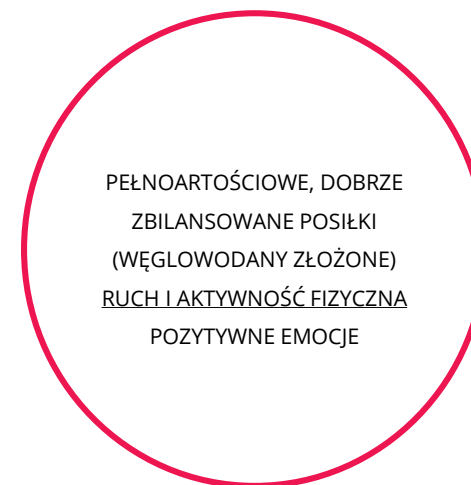 PEŁNOARTOŚCIOWE, DOBRZE
ZBILANSOWANE POSIŁKI
(WĘGLOWODANY ZŁOŻONE)
RUCH I AKTYWNOŚĆ FIZYCZNA
POZYTYWNE EMOCJE